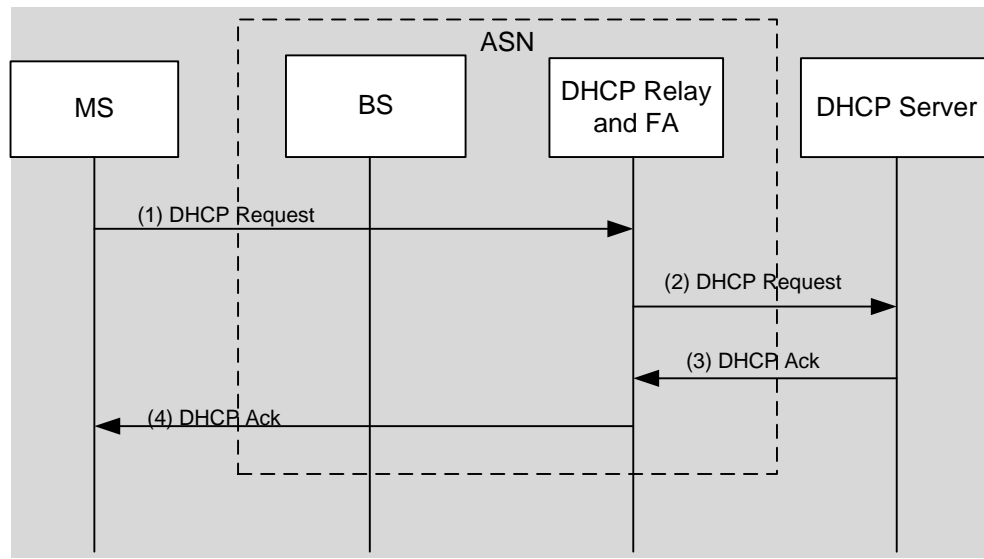 ASN
MS
BS
DHCP Relay
and FA
DHCP Server
(1) DHCP Request
(2) DHCP Request
(3) DHCP Ack
(4) DHCP Ack